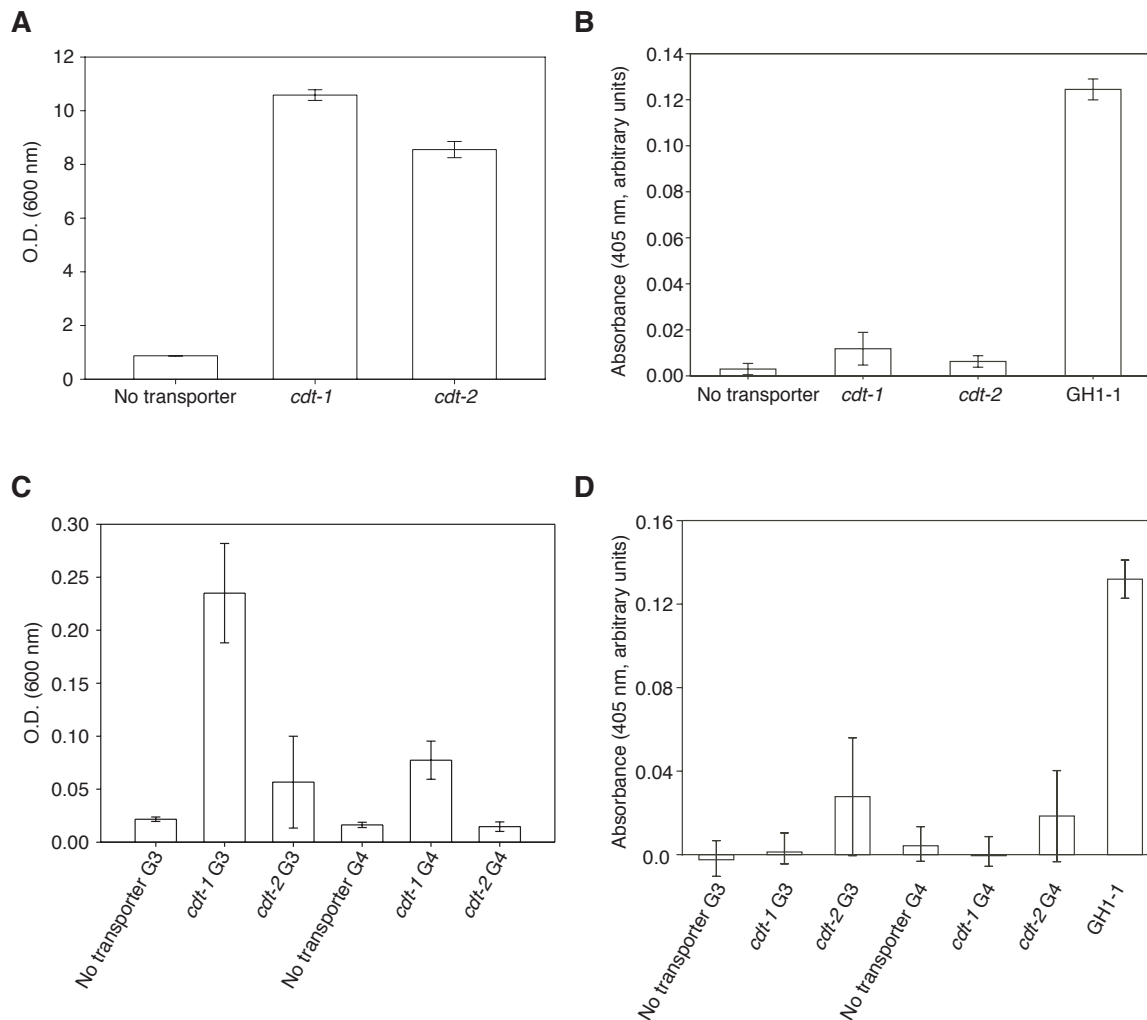 A
12
10
8
6
4
2
0
O.D. (600 nm)
No transporter
cdt-1
cdt-2
B
0.14
0.12
0.10
0.08
0.06
0.04
0.02
0.00
Absorbance (405 nm, arbitrary units)
No transporter
cdt-1
cdt-2
GH1-1
C
0.30
0.25
0.20
0.15
0.10
0.05
0.00
O.D. (600 nm)
No transporter G3
cdt-1 G3
cdt-2 G3
No transporter G4
cdt-1 G4
cdt-2 G4
D
0.16
0.12
0.08
0.04
0.0
Absorbance (405 nm, arbitrary units)
No transporter G3
cdt-1 G3
cdt-2 G3
No transporter G4
cdt-1 G4
cdt-2 G4
GH1-1